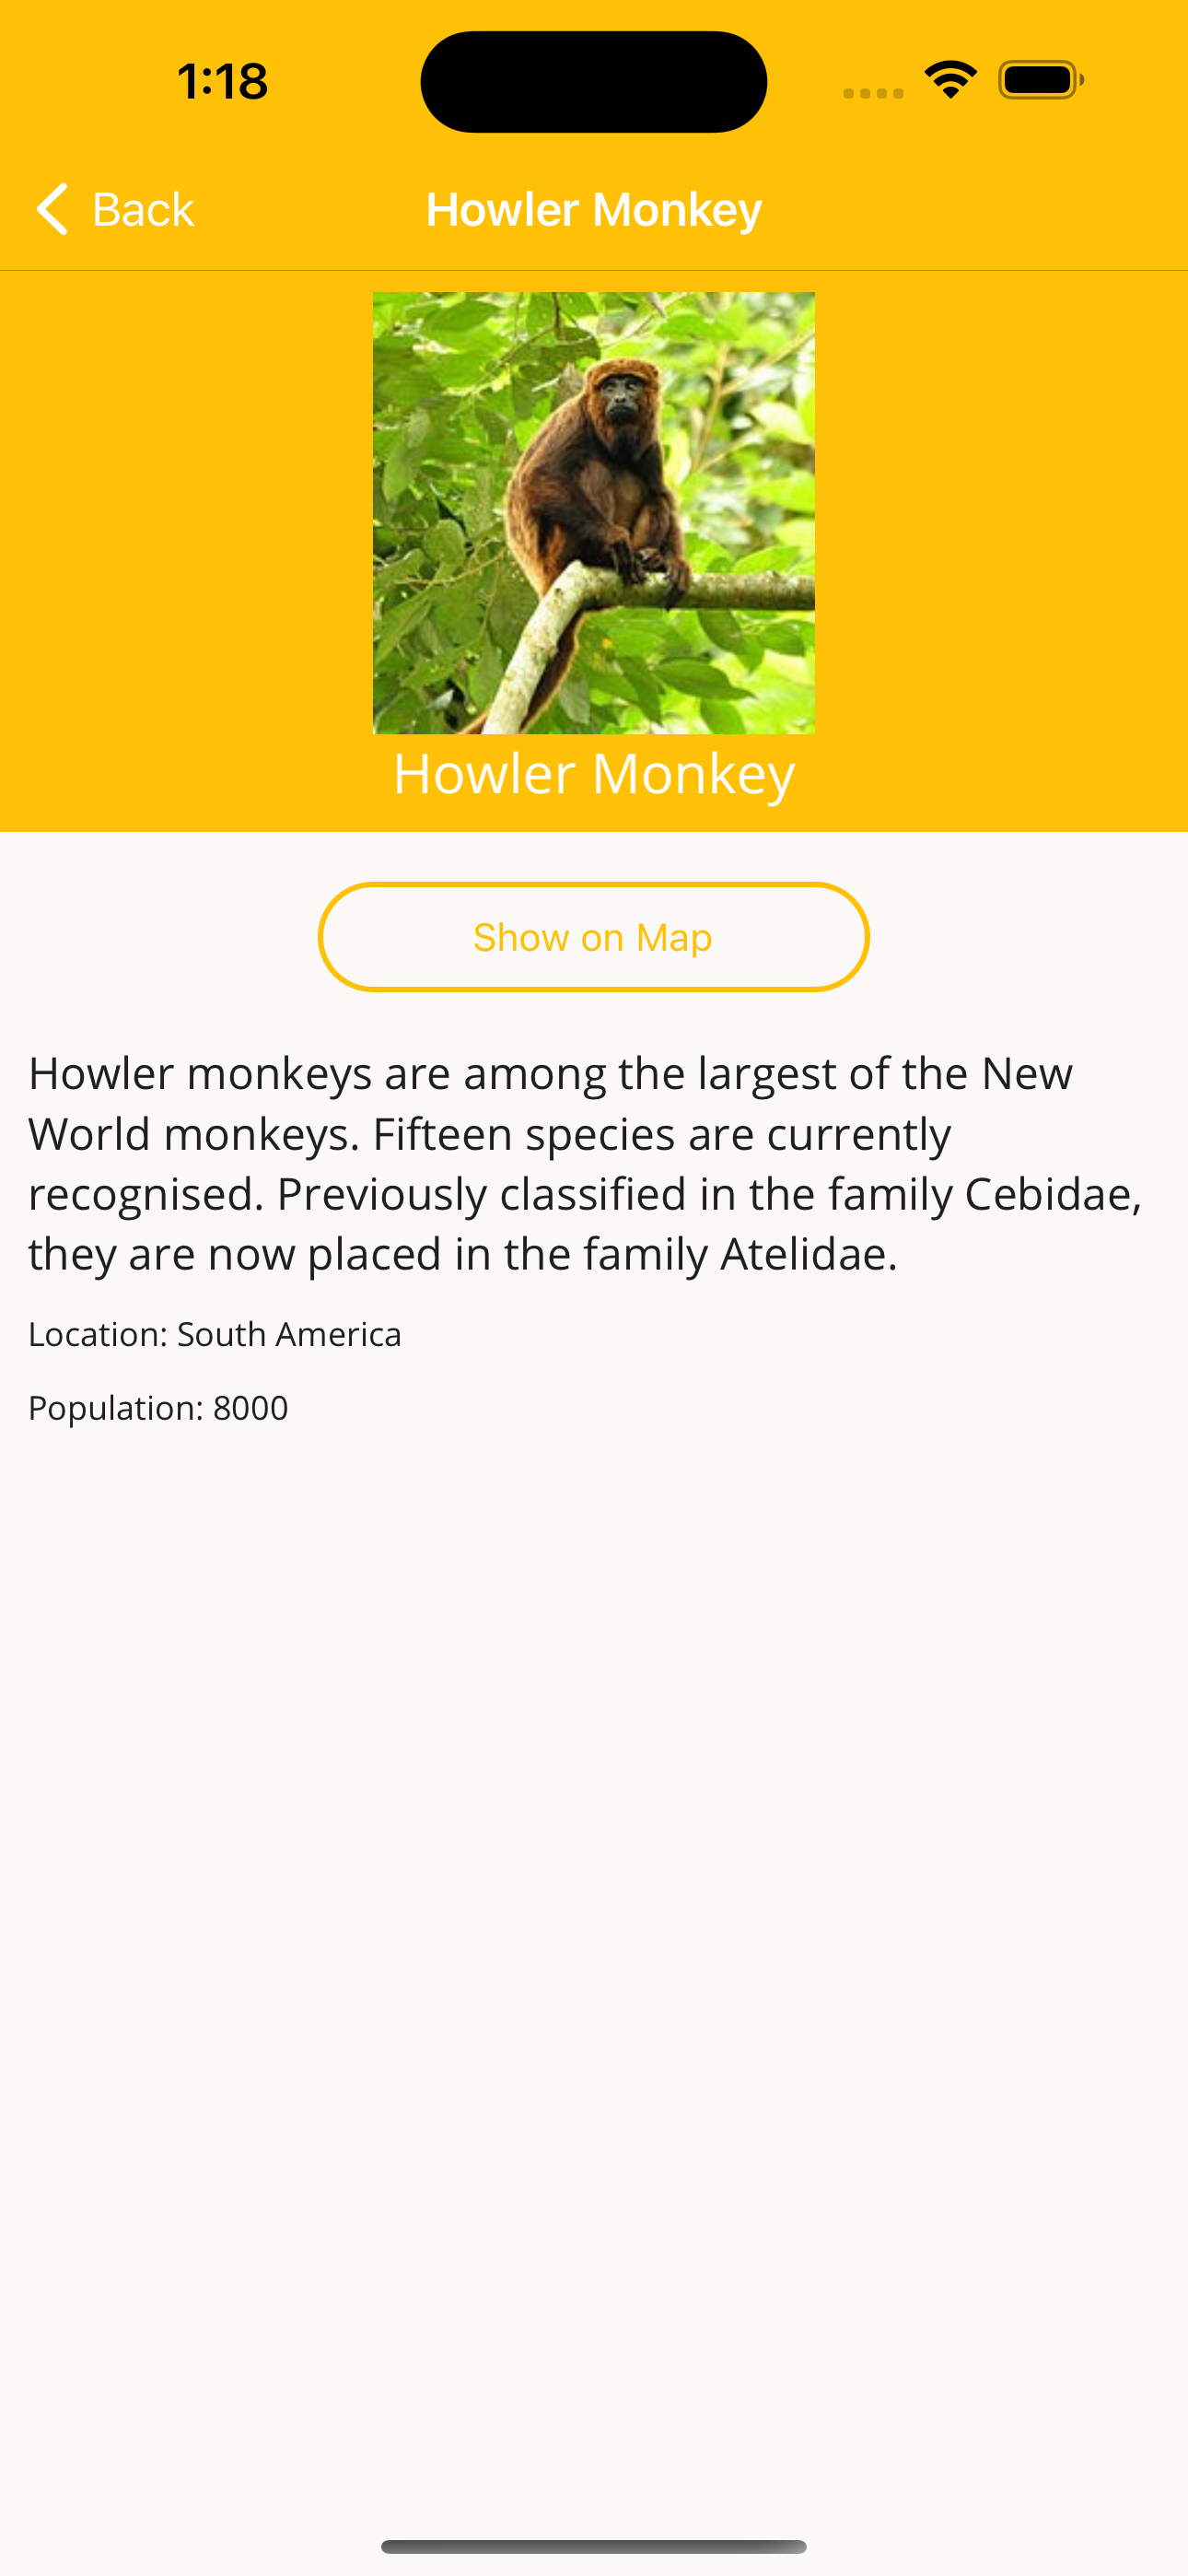 1:18
Back
Howler Monkey
Howler Monkey
Show on Map
Howler monkeys are among the largest of the New
World monkeys. Fifteen species are currently
recognised. Previously classified in the family Cebidae,
they are now placed in the family Atelidae.
Location: South America
Population: 8000